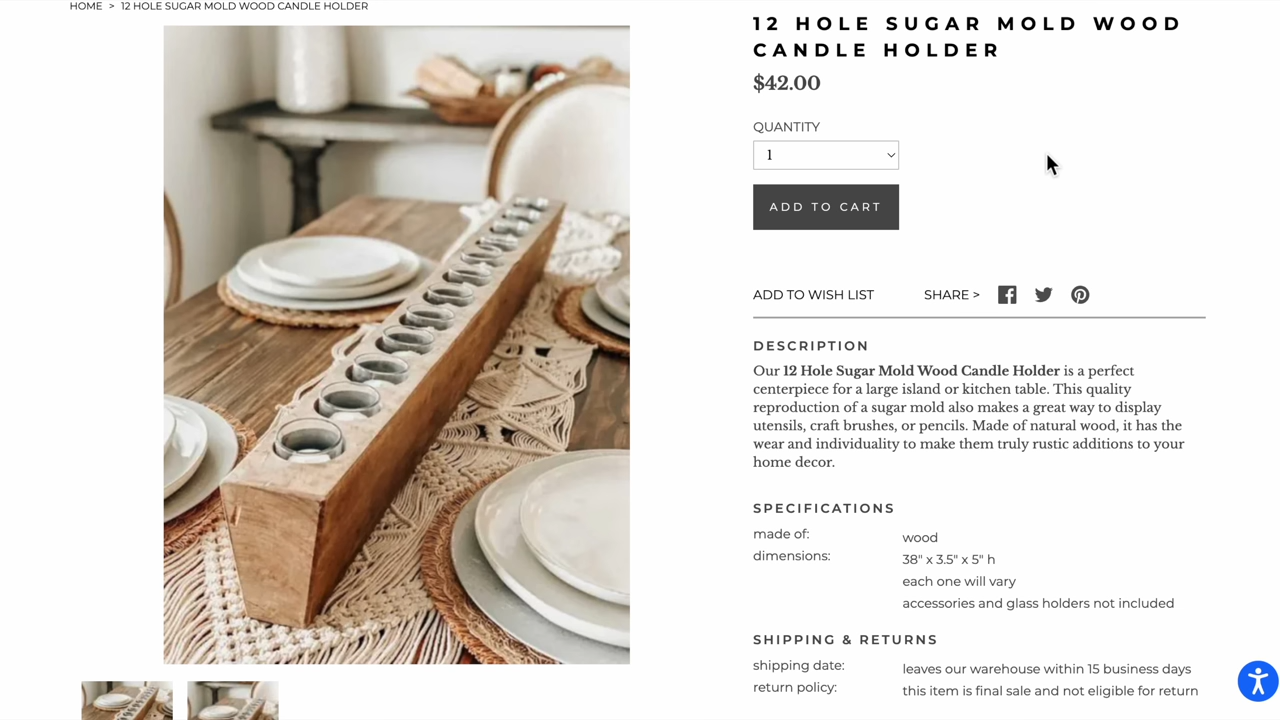 HOME > 12 HOLE SUGAR MOLD WOOD CANDLE HOLDER
12 HOLE SUGAR MOLD WOOD
CANDLE HOLDER
$42.00
QUANTITY
1
ADD TO CART
ADD TO WISH LIST SHARE >
DESCRIPTION
Our 12 Hole Sugar Mold Wood Candle Holder is a perfect
centerpiece for a large island or kitchen table. This quality
reproduction of a sugar mold also makes a great way to display
utensils, craft brushes, or pencils. Made of natural wood, it has the
wear and individuality to make them truly rustic additions to your
home decor.
SPECIFICATIONS
made of: wood
dimensions: 38" x 3.5" x 5" h
each one will vary
accessories and glass holders not included
SHIPPING & RETURNS
shipping date: leaves our warehouse within 15 business days
return policy: this item is final sale and not eligible for return